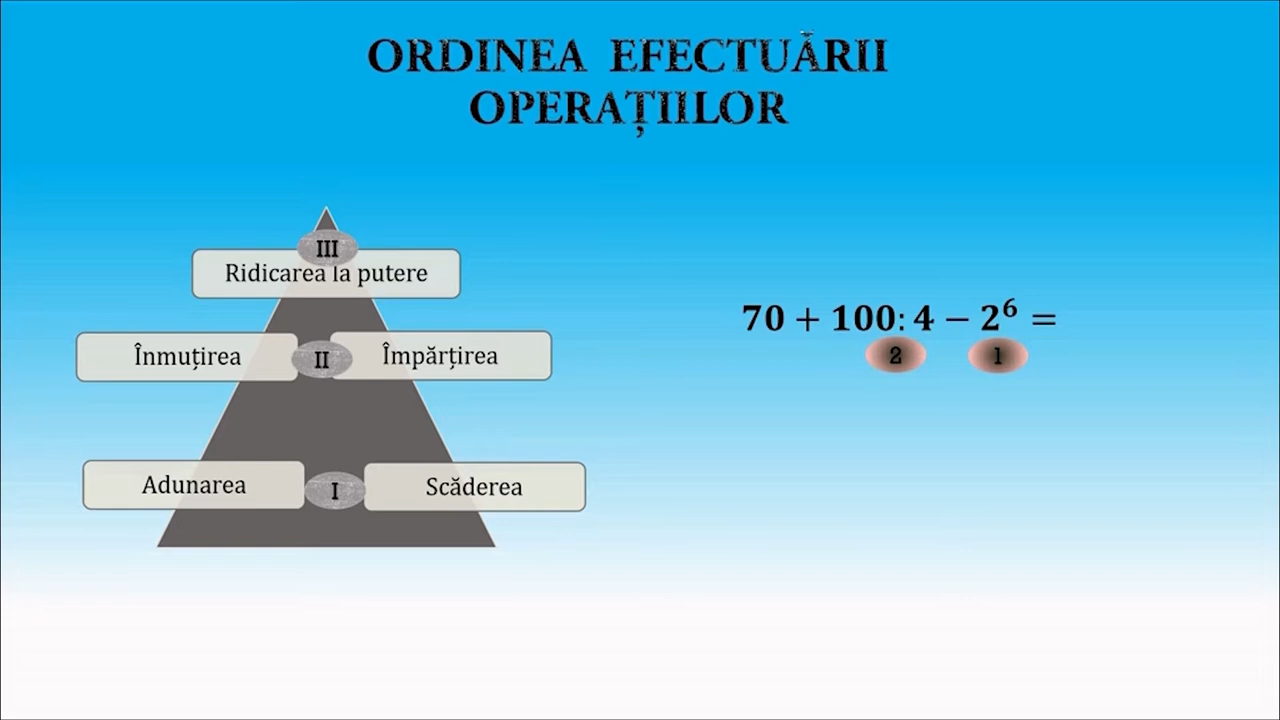 ORDINEA EFECTUĂRII
OPERAȚIILOR
III
Ridicarea la putere
Înmuțirea
II
Împărțirea
Adunarea
I
Scăderea
70 + 100: 4 − 2⁶ =
2
1